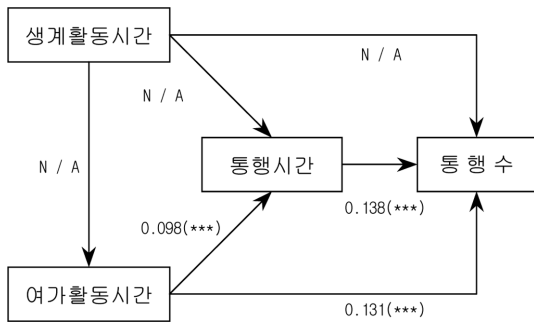 생계활동시간
N / A
N / A
N / A
통행시간
통 행 수
0.098(***)
0.138(***)
여가활동시간
0.131(***)